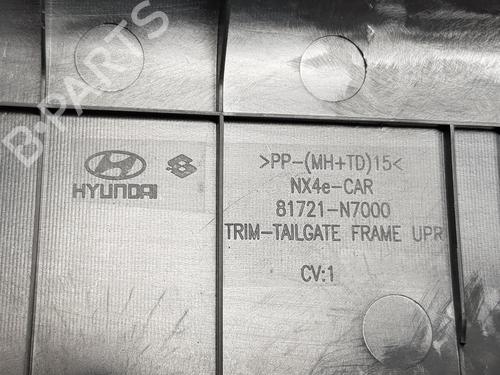 B-PARTS
HYUNDAI
>PP-(MH+TD)15<
NX4e-CAR
81721-N7000
TRIM-TAILGATE FRAME UPR
CV:1